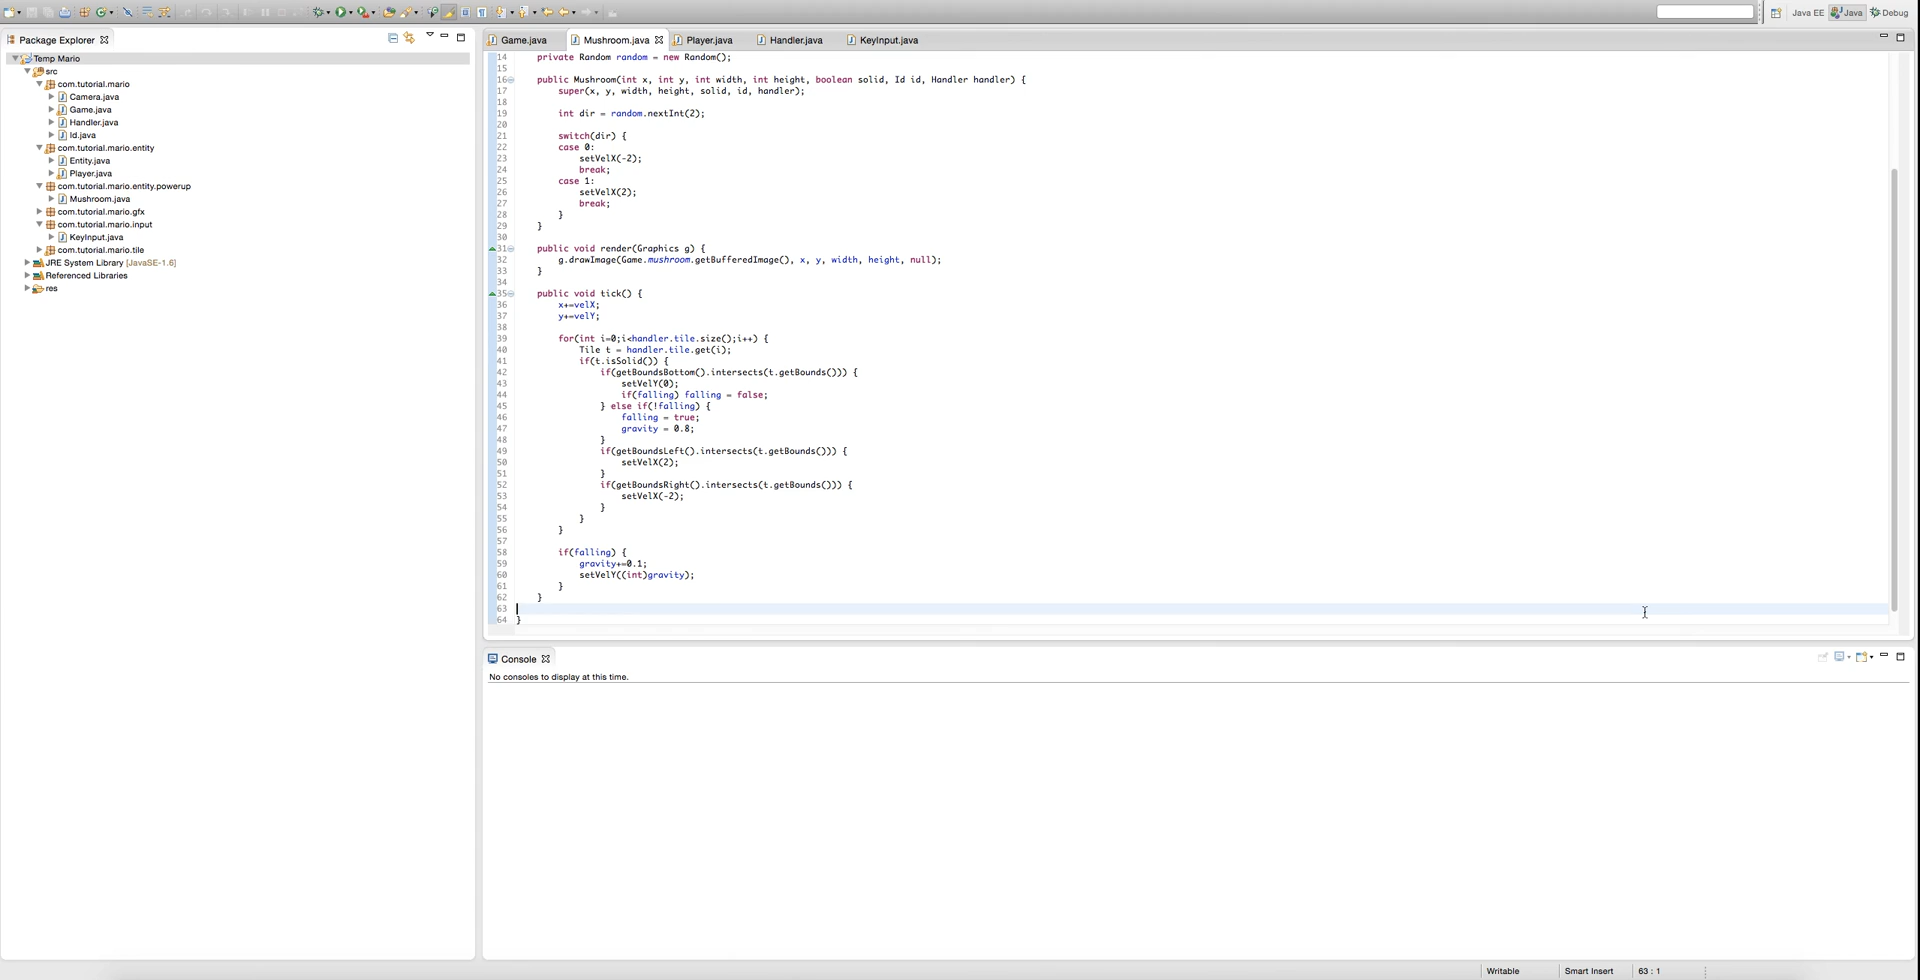 Java EE
Java
Debug
Package Explorer
Temp Mario
src
com.tutorial.mario
Camera.java
Game.java
Handler.java
Id.java
com.tutorial.mario.entity
Entity.java
Player.java
com.tutorial.mario.entity.powerup
Mushroom.java
com.tutorial.mario.gfx
com.tutorial.mario.input
KeyInput.java
com.tutorial.mario.tile
JRE System Library [JavaSE-1.6]
Referenced Libraries
res
Game.java
Mushroom.java
Player.java
Handler.java
KeyInput.java
14 private Random random = new Random();
15
16 public Mushroom(int x, int y, int width, int height, boolean solid, Id id, Handler handler) {
17 super(x, y, width, height, solid, id, handler);
18
19 int dir = random.nextInt(2);
20
21 switch(dir) {
22 case 0:
23 setVelX(-2);
24 break;
25 case 1:
26 setVelX(2);
27 break;
28 }
29 }
30
31 public void render(Graphics g) {
32 g.drawImage(Game.mushroom.getBufferedImage(), x, y, width, height, null);
33 }
34
35 public void tick() {
36 x+=velX;
37 y+=velY;
38
39 for(int i=0;i<handler.tile.size();i++) {
40 Tile t = handler.tile.get(i);
41 if(t.isSolid()) {
42 if(getBoundsBottom().intersects(t.getBounds())) {
43 setVelY(0);
44 if(falling) falling = false;
45 } else if(!falling) {
46 falling = true;
47 gravity = 0.8;
48 }
49 if(getBoundsLeft().intersects(t.getBounds())) {
50 setVelX(2);
51 }
52 if(getBoundsRight().intersects(t.getBounds())) {
53 setVelX(-2);
54 }
55 }
56 }
57
58 if(falling) {
59 gravity+=0.1;
60 setVelY((int)gravity);
61 }
62 }
63
64 }
Console
No consoles to display at this time.
Writable
Smart Insert
63 : 1